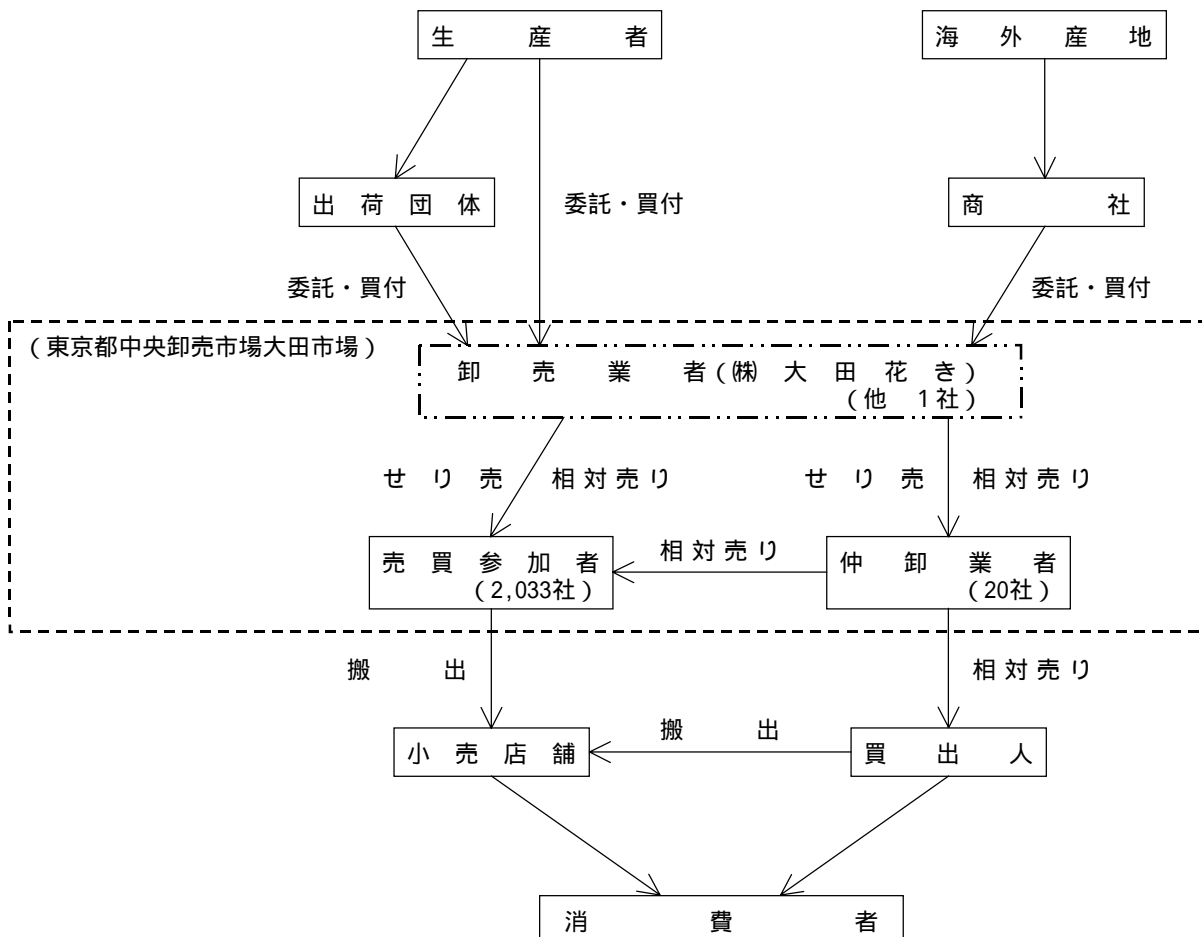 生産者
海外産地
出荷団体
委託・買付
商社
委託・買付
委託・買付
(東京都中央卸売市場大田市場)
卸売業者(㈱大田花き)
(他 1社)
せり売 相対売り
せり売 相対売り
売買参加者
(2,033社)
相対売り
仲卸業者
(20社)
搬出
相対売り
小売店舗
搬出
買出人
消費者